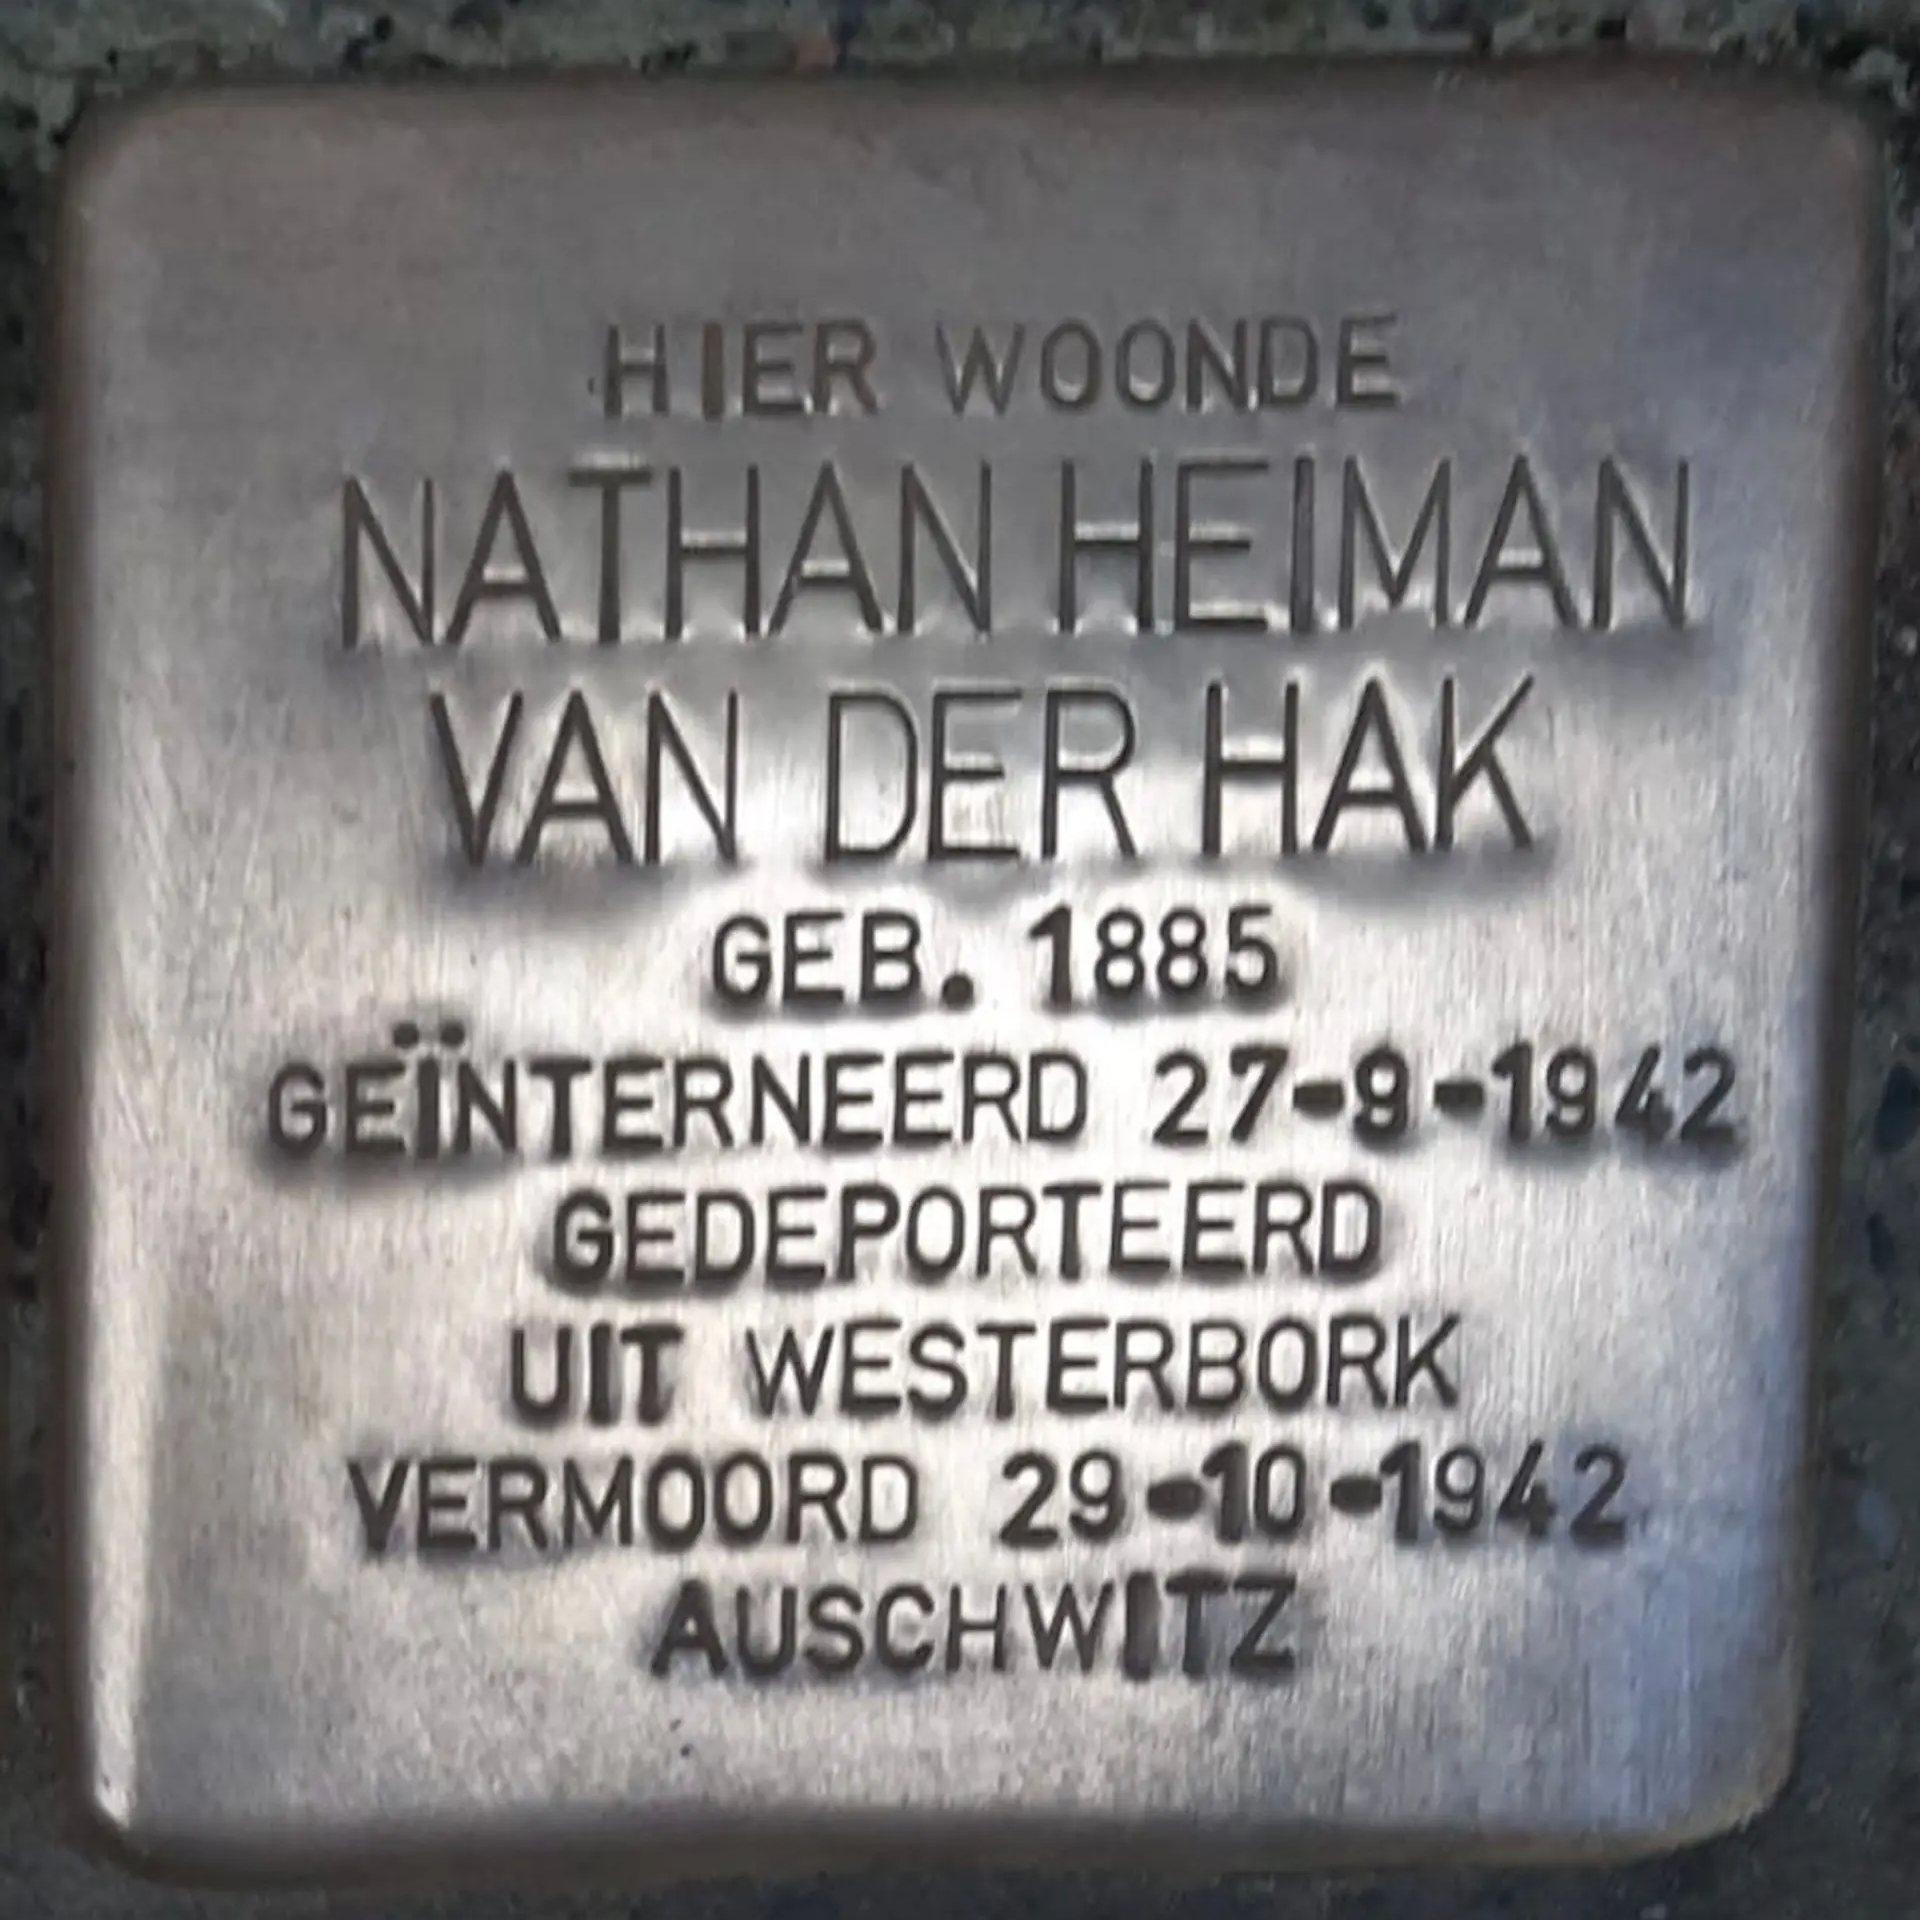 HIER WOONDE
NATHAN HEIMAN
VAN DER HAK
GEB. 1885
GEÏNTERNEERD 27-9-1942
GEDEPORTEERD
UIT WESTERBORK
VERMOORD 29-10-1942
AUSCHWITZ